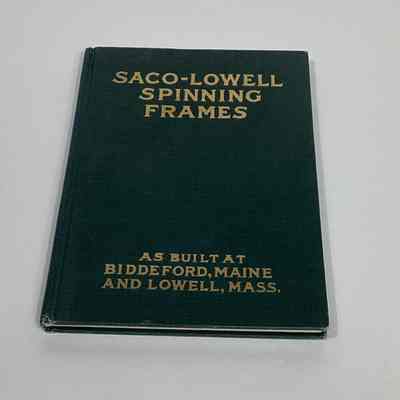 SACO-LOWELL
SPINNING
FRAMES
AS BUILT AT
BIDDEFORD, MAINE
AND LOWELL, MASS.